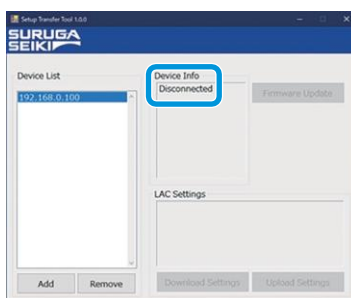 Setup Transfer Tool 1.0.0
SURUGA
SEIKI
Device List
192.168.0.100
Add
Remove
Device Info
Disconnected
Firmware Update
LAC Settings
Download Settings
Upload Settings